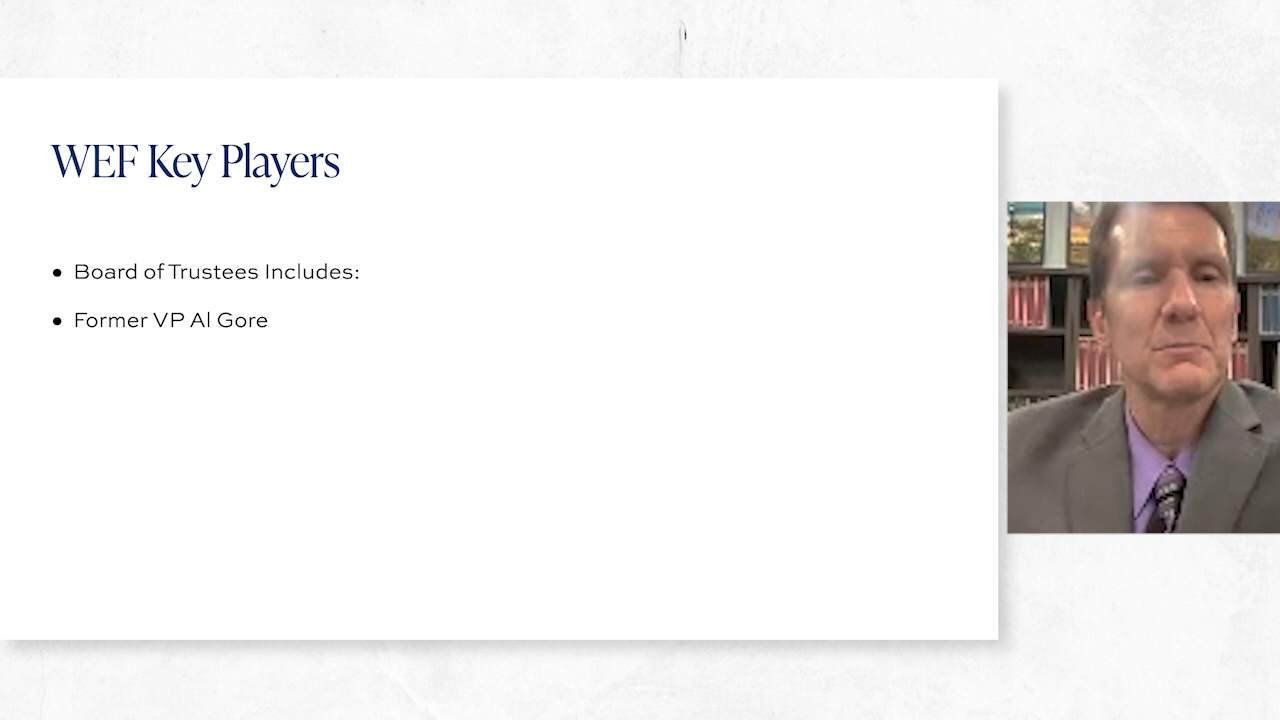 WEF Key Players
• Board of Trustees Includes:
• Former VP Al Gore